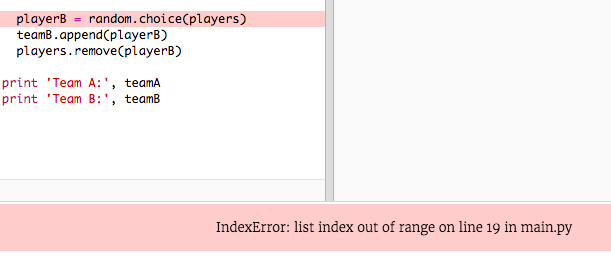 playerB = random.choice(players)
teamB.append(playerB)
players.remove(playerB)
print 'Team A:', teamA
print 'Team B:', teamB
IndexError: list index out of range on line 19 in main.py